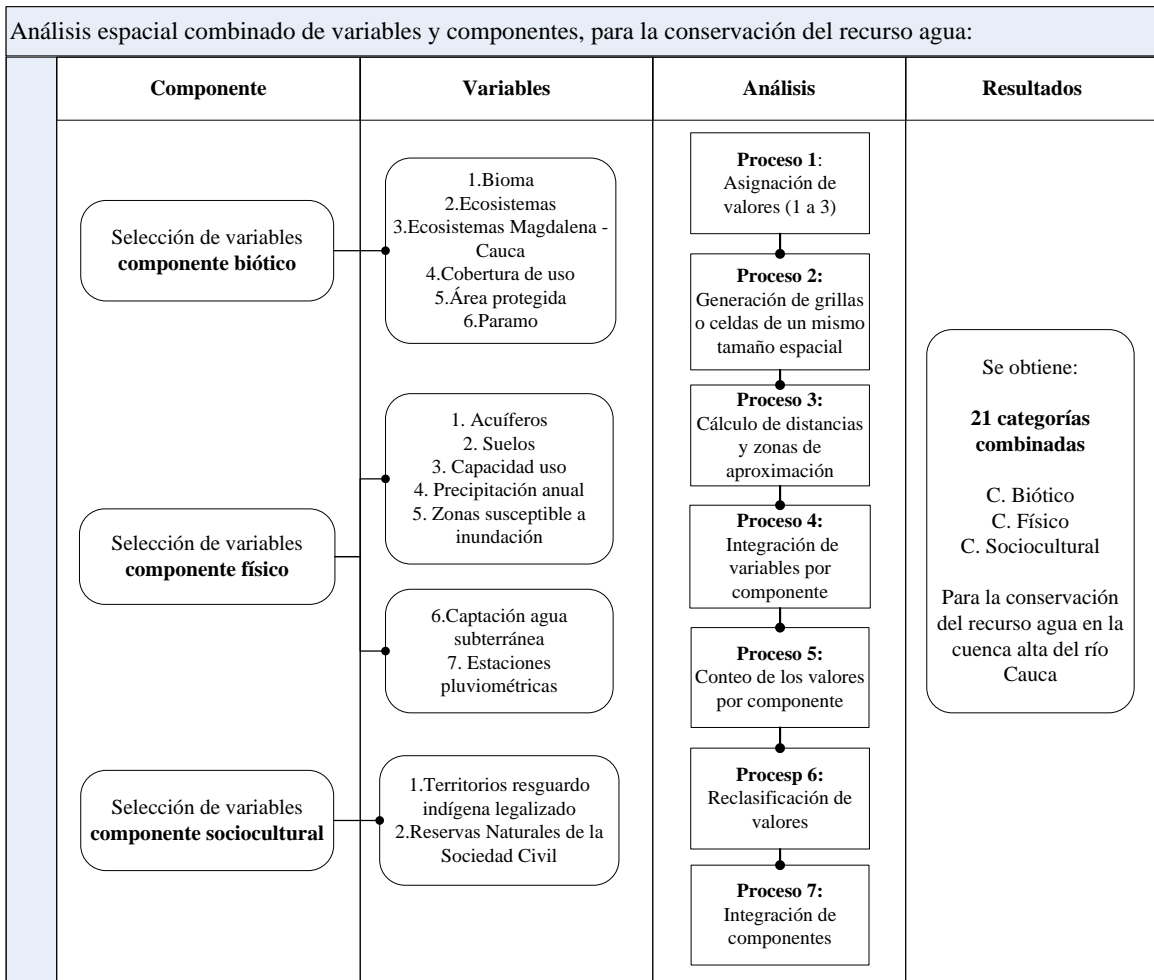 Análisis espacial combinado de variables y componentes, para la conservación del recurso agua:
Componente
Variables
Análisis
Resultados
Selección de variables
componente biótico
1.Bioma
2.Ecosistemas
3.Ecosistemas Magdalena -
Cauca
4.Cobertura de uso
5.Área protegida
6.Paramo
Selección de variables
componente físico
1. Acuíferos
2. Suelos
3. Capacidad uso
4. Precipitación anual
5. Zonas susceptible a
inundación
6.Captación agua
subterránea
7. Estaciones
pluviométricas
Selección de variables
componente sociocultural
1.Territorios resguardo
indígena legalizado
2.Reservas Naturales de la
Sociedad Civil
Proceso 1:
Asignación de
valores (1 a 3)
Proceso 2:
Generación de grillas
o celdas de un mismo
tamaño espacial
Proceso 3:
Cálculo de distancias
y zonas de
aproximación
Proceso 4:
Integración de
variables por
componente
Proceso 5:
Conteo de los valores
por componente
Procesp 6:
Reclasificación de
valores
Proceso 7:
Integración de
componentes
Se obtiene:
21 categorías
combinadas
C. Biótico
C. Físico
C. Sociocultural
Para la conservación
del recurso agua en la
cuenca alta del río
Cauca